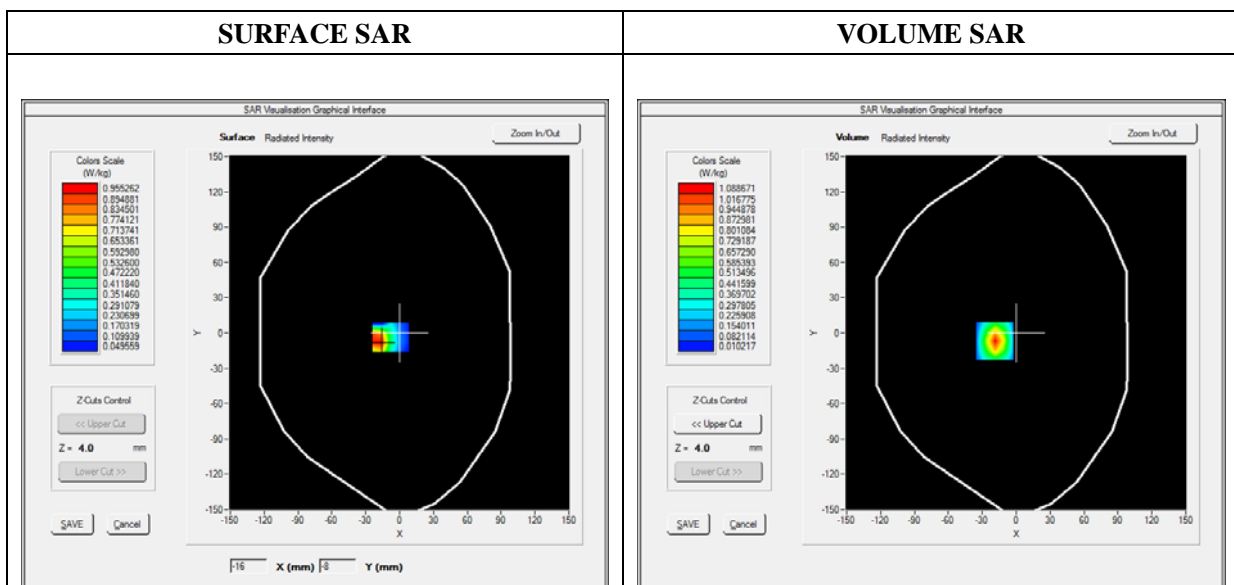 SURFACE SAR
VOLUME SAR
SAR Visualisation Graphical Interface
Surface Radiated Intensity
Zoom In/Out
Colors Scale
(W/kg)
0.955262
0.894881
0.834501
0.774121
0.713741
0.653361
0.592980
0.532600
0.472220
0.411840
0.351460
0.291079
0.230699
0.170319
0.109939
0.049559
Z-Cuts Control
<< Upper Cut
Z = 4.0 mm
Lower Cut >>
SAVE
Cancel
150
120
90
60
30
0
-30
-60
-90
-120
-150
Y
-150 -120 -90 -60 -30 0 30 60 90 120 150
X
-16 X (mm) -8 Y (mm)
SAR Visualisation Graphical Interface
Volume Radiated Intensity
Zoom In/Out
Colors Scale
(W/kg)
1.088671
1.016775
0.944878
0.872981
0.801084
0.729187
0.657290
0.585393
0.513496
0.441599
0.369702
0.297805
0.225908
0.154011
0.082114
0.010217
Z-Cuts Control
<< Upper Cut
Z = 4.0 mm
Lower Cut >>
SAVE
Cancel
150
120
90
60
30
0
-30
-60
-90
-120
-150
Y
-150 -120 -90 -60 -30 0 30 60 90 120 150
X